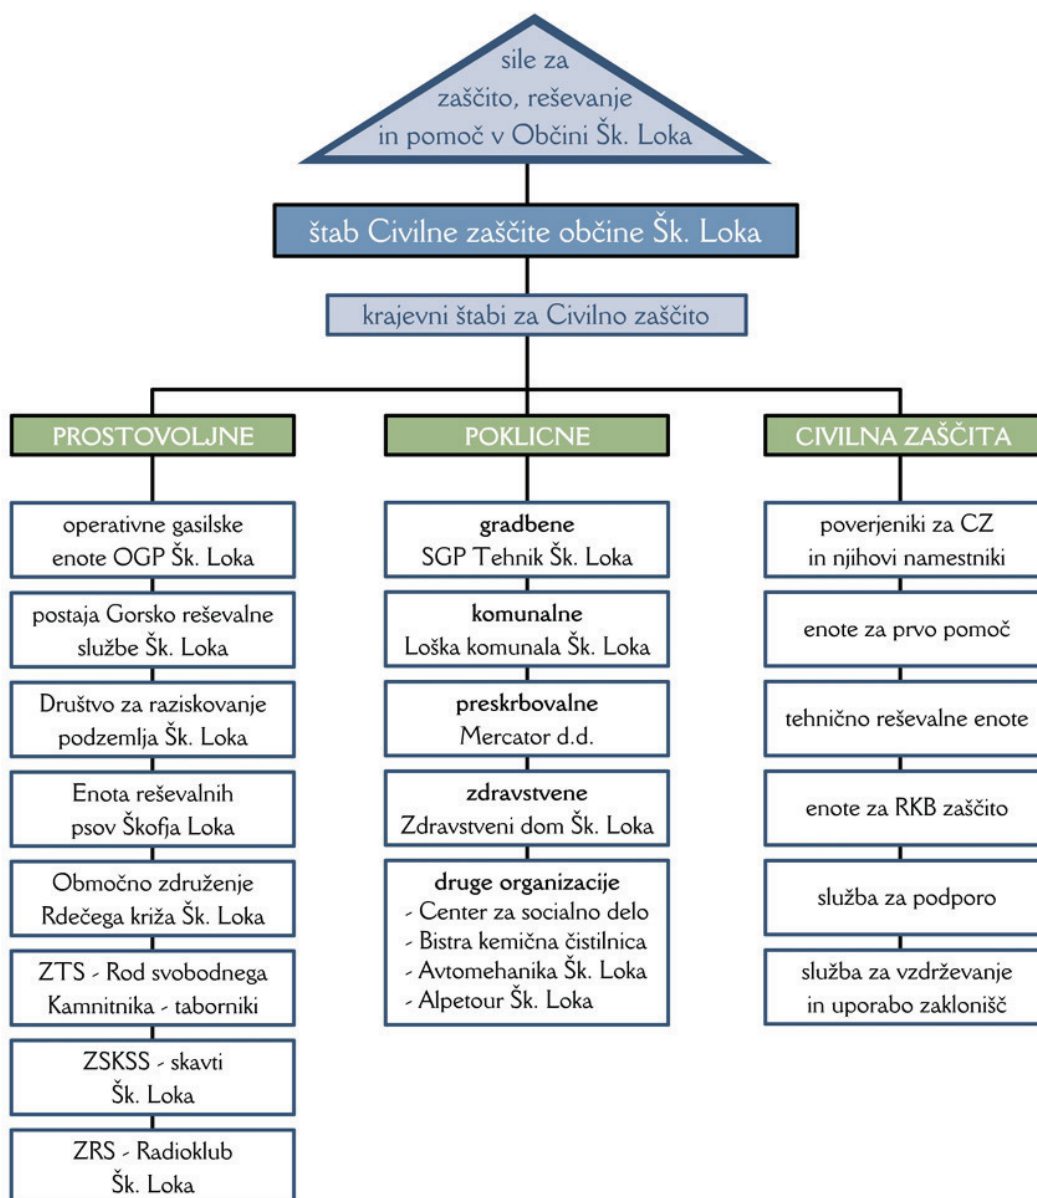 sile za
zaščito, reševanje
in pomoč v Občini Šk. Loka
štab Civilne zaščite občine Šk. Loka
krajevni štabi za Civilno zaščito
PROSTOVOLJNE
operativne gasilske
enote OGP Šk. Loka
postaja Gorsko reševalne
službe Šk. Loka
Društvo za raziskovanje
podzemlja Šk. Loka
Enota reševalnih
psov Škofja Loka
Območno združenje
Rdečega križa Šk. Loka
ZTS - Rod svobodnega
Kamnitnika - taborniki
ZSKSS - skavti
Šk. Loka
ZRS - Radioklub
Šk. Loka
POKLICNE
gradbene
SGP Tehnik Šk. Loka
komunalne
Loška komunala Šk. Loka
preskrbovalne
Mercator d.d.
zdravstvene
Zdravstveni dom Šk. Loka
druge organizacije
- Center za socialno delo
- Bistra kemična čistilnica
- Avtomehanika Šk. Loka
- Alpetour Šk. Loka
CIVILNA ZAŠČITA
poverjeniki za CZ
in njihovi namestniki
enote za prvo pomoč
tehnično reševalne enote
enote za RKB zaščito
služba za podporo
služba za vzdrževanje
in uporabo zaklonišč